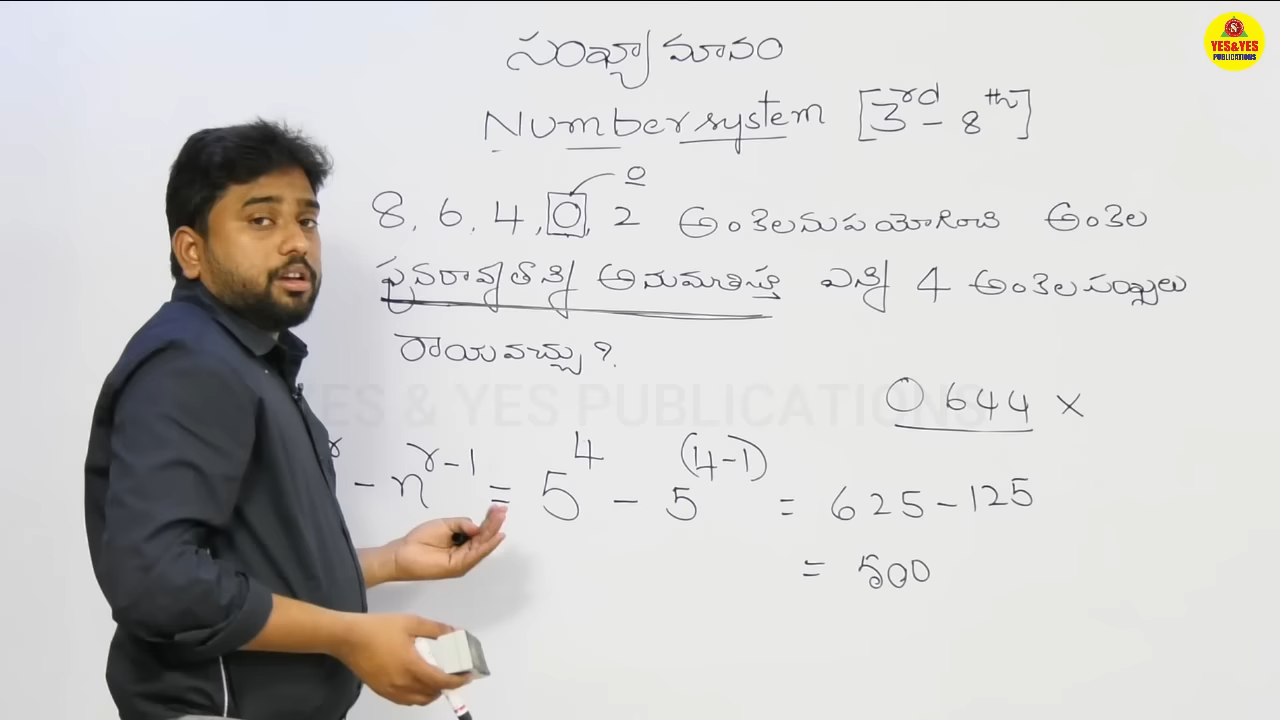 YES&YES
PUBLICATIONS
సంఖ్యా మానం
Number system [3rd - 8th]
0
8, 6, 4, 0, 2 అంకెలనుపయోగించి అంకెల
పునరావృతాన్ని అనుమతిస్తే ఎన్ని 4 అంకెల సంఖ్యలు
రాయవచ్చు?
YES & YES PUBLICATIONS
0644 ×
r - n^(r-1) = 5^4 - 5^(4-1) = 625 - 125
= 500